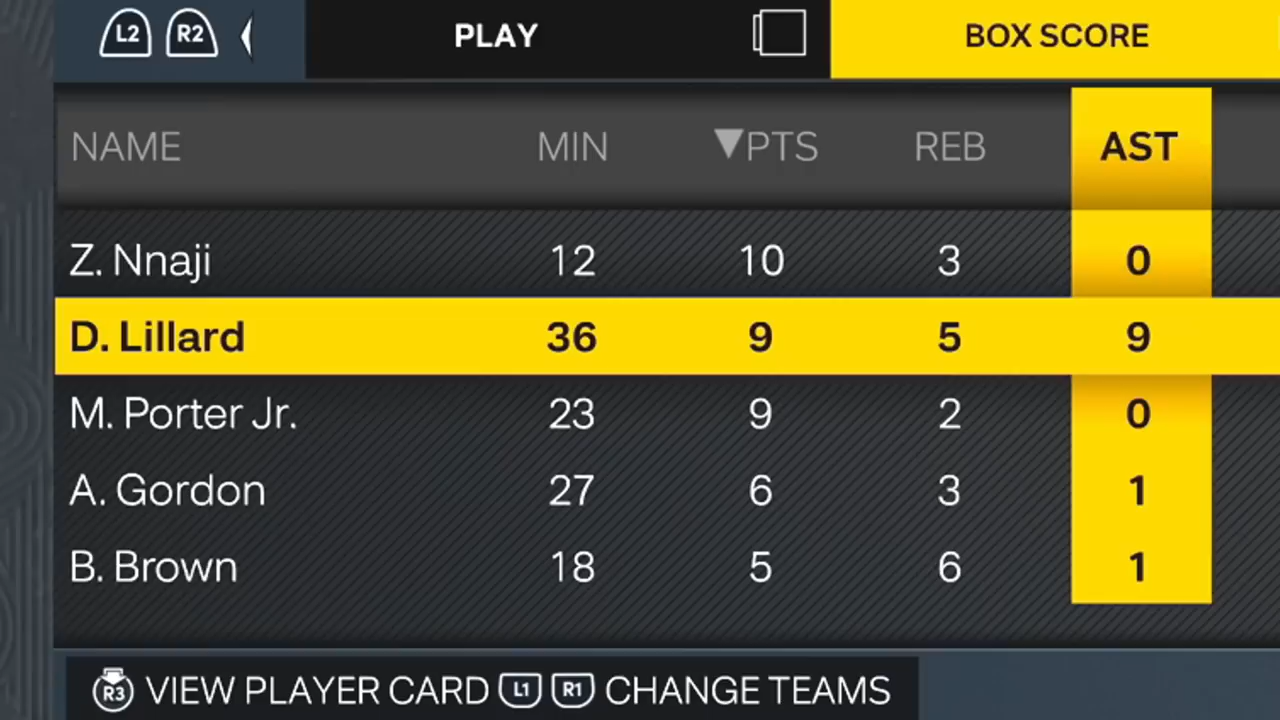 L2 R2 PLAY BOX SCORE
NAME MIN ▼PTS REB AST
Z. Nnaji 12 10 3 0
D. Lillard 36 9 5 9
M. Porter Jr. 23 9 2 0
A. Gordon 27 6 3 1
B. Brown 18 5 6 1
R3 VIEW PLAYER CARD L1 R1 CHANGE TEAMS